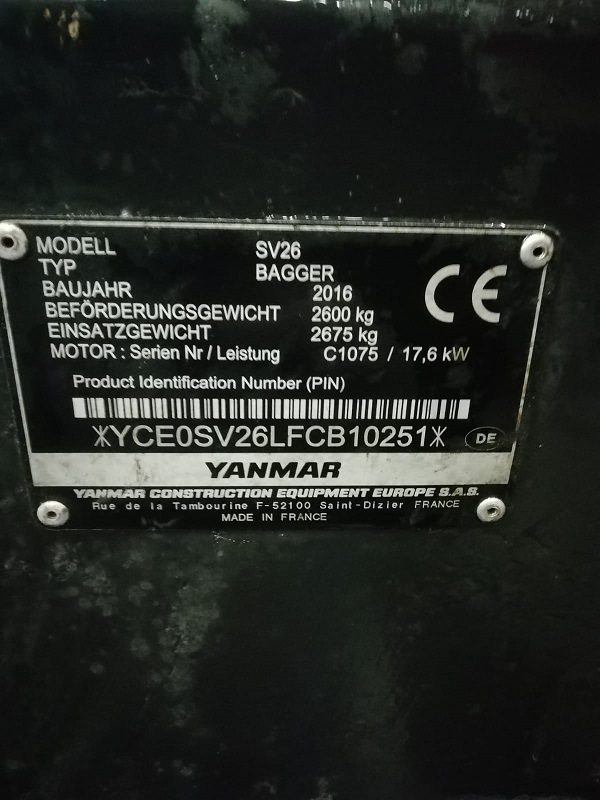 MODELL SV26
TYP BAGGER
BAUJAHR 2016
BEFÖRDERUNGSGEWICHT 2600 kg
EINSATZGEWICHT 2675 kg
MOTOR : Serien Nr / Leistung C1075 / 17,6 kW
CE
Product Identification Number (PIN)
*YCE0SV26LFCB10251*
DE
YANMAR
YANMAR CONSTRUCTION EQUIPMENT EUROPE S.A.S.
Rue de la Tambourine F-52100 Saint-Dizier FRANCE
MADE IN FRANCE